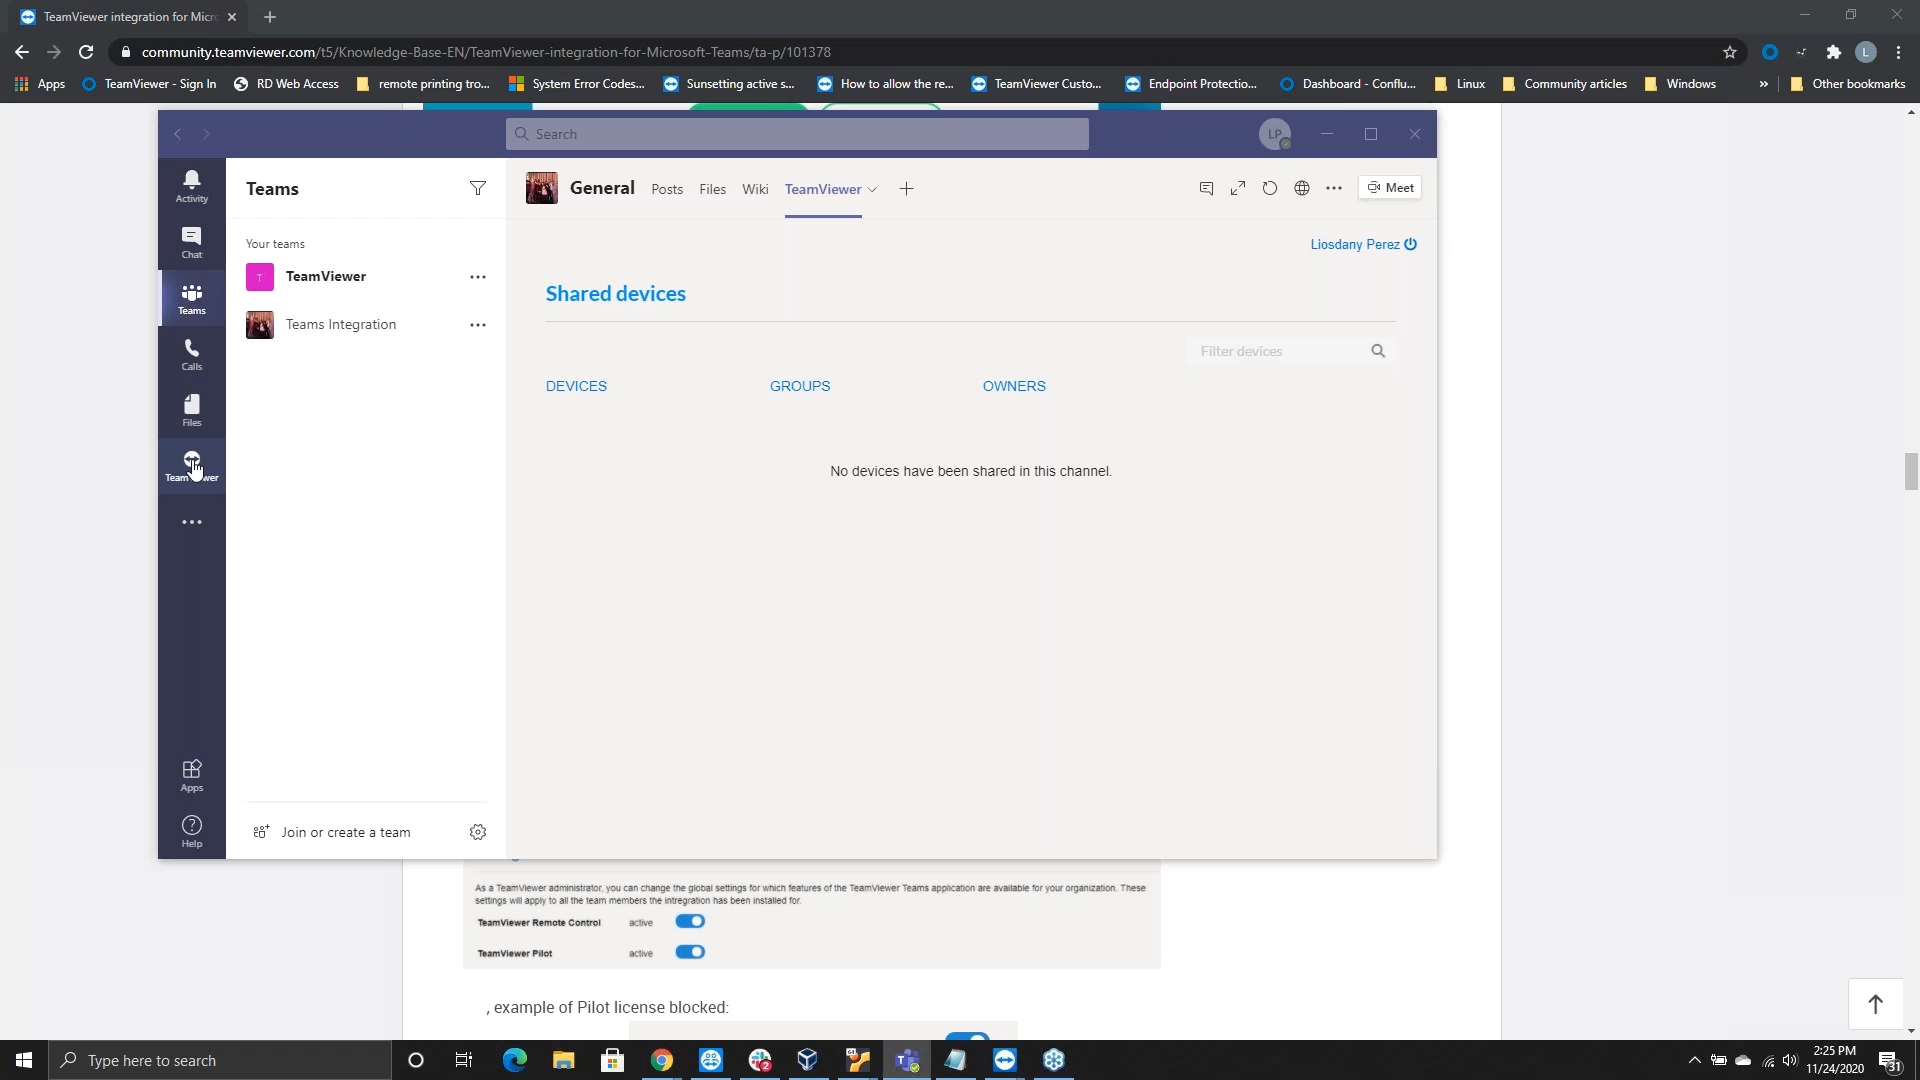 TeamViewer integration for Micr
community.teamviewer.com/t5/Knowledge-Base-EN/TeamViewer-integration-for-Microsoft-Teams/ta-p/101378
L
Apps
TeamViewer - Sign In
RD Web Access
remote printing tro...
System Error Codes...
Sunsetting active s...
How to allow the re...
TeamViewer Custo...
Endpoint Protectio...
Dashboard - Conflu...
Linux
Community articles
Windows
»
Other bookmarks
Search
LP
Activity
Chat
Teams
Calls
Files
Apps
Help
Teams
Your teams
T TeamViewer
Teams Integration
Join or create a team
General Posts Files Wiki TeamViewer
Meet
Liosdany Perez
Shared devices
Filter devices
DEVICES GROUPS OWNERS
No devices have been shared in this channel.
As a TeamViewer administrator, you can change the global settings for which features of the TeamViewer Teams application are available for your organization. These
settings will apply to all the team members the intregration has been installed for.
TeamViewer Remote Control active
TeamViewer Pilot active
, example of Pilot license blocked:
Type here to search
2
2:25 PM
11/24/2020
31